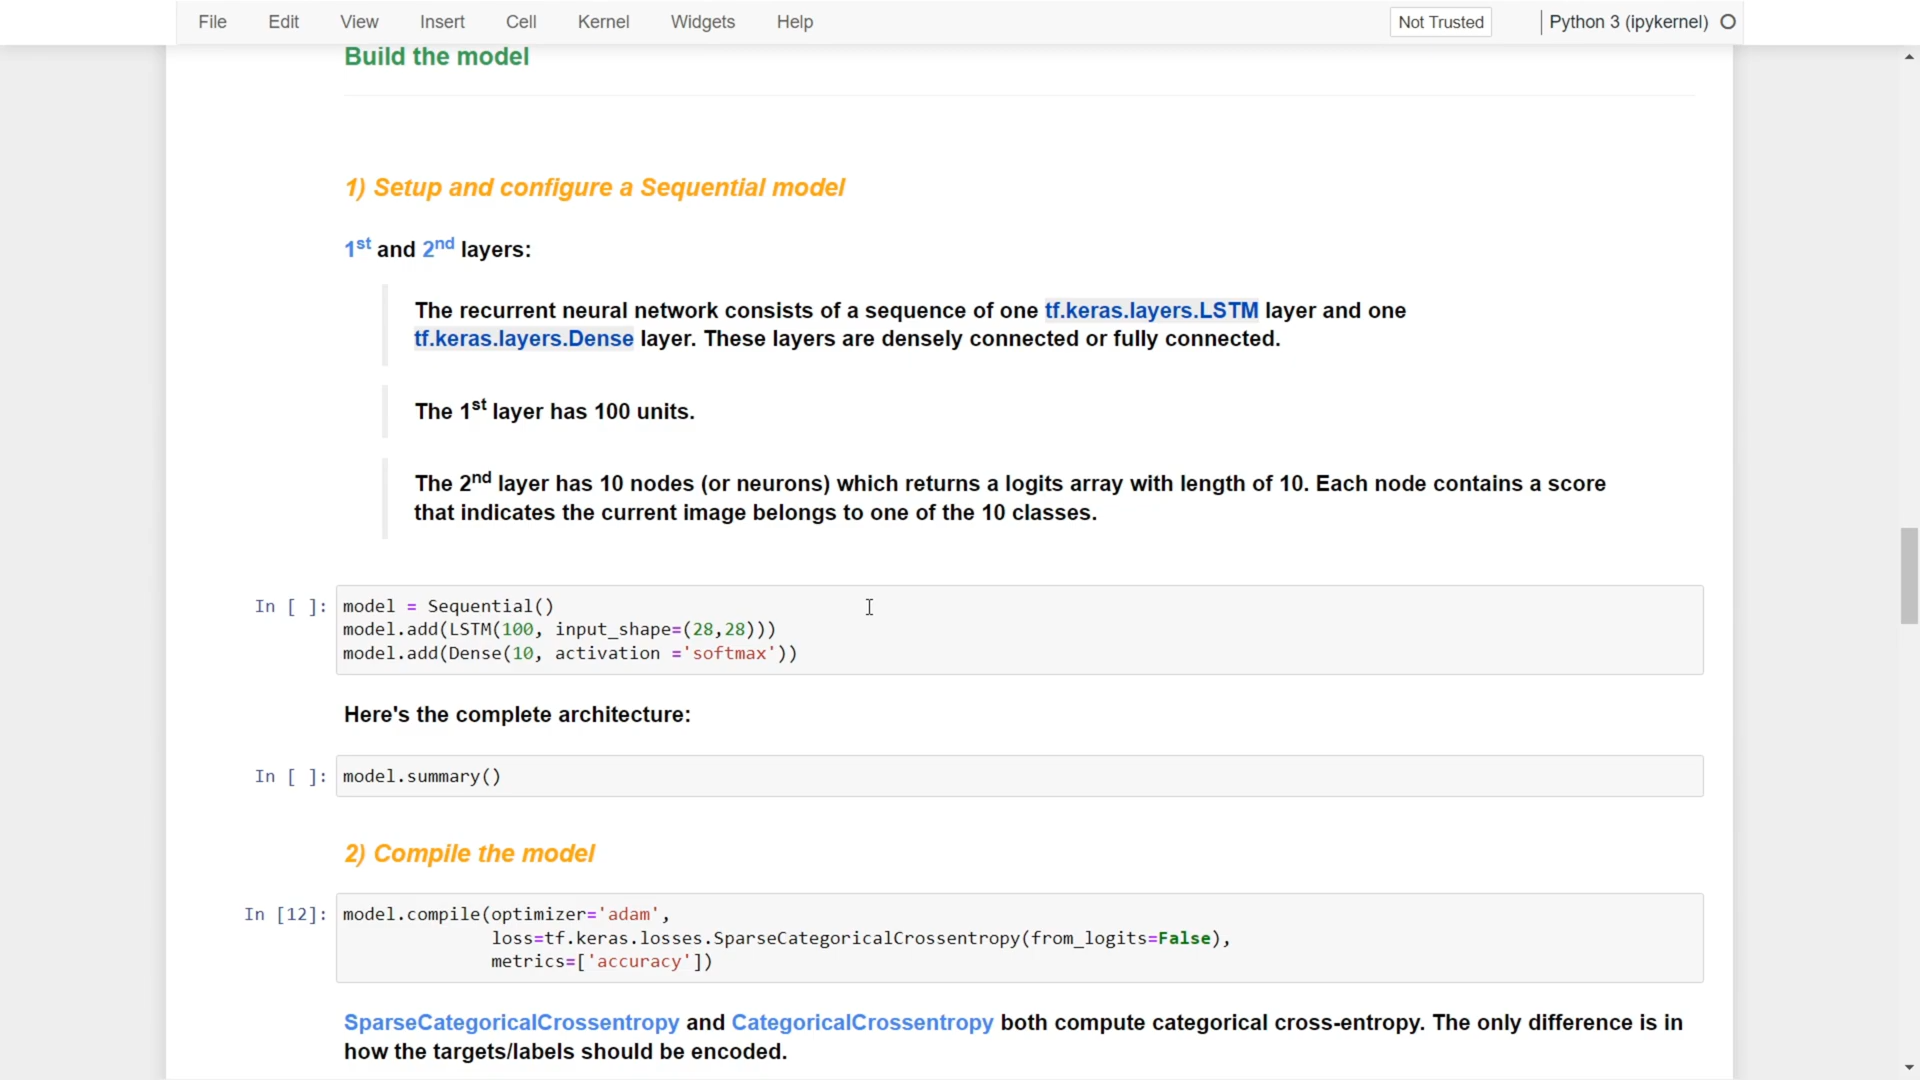 File Edit View Insert Cell Kernel Widgets Help Not Trusted Python 3 (ipykernel)
Build the model
1) Setup and configure a Sequential model
1st and 2nd layers:
The recurrent neural network consists of a sequence of one tf.keras.layers.LSTM layer and one
tf.keras.layers.Dense layer. These layers are densely connected or fully connected.
The 1st layer has 100 units.
The 2nd layer has 10 nodes (or neurons) which returns a logits array with length of 10. Each node contains a score
that indicates the current image belongs to one of the 10 classes.
In [ ]: model = Sequential()
model.add(LSTM(100, input_shape=(28,28)))
model.add(Dense(10, activation ='softmax'))
Here's the complete architecture:
In [ ]: model.summary()
2) Compile the model
In [12]: model.compile(optimizer='adam',
loss=tf.keras.losses.SparseCategoricalCrossentropy(from_logits=False),
metrics=['accuracy'])
SparseCategoricalCrossentropy and CategoricalCrossentropy both compute categorical cross-entropy. The only difference is in
how the targets/labels should be encoded.